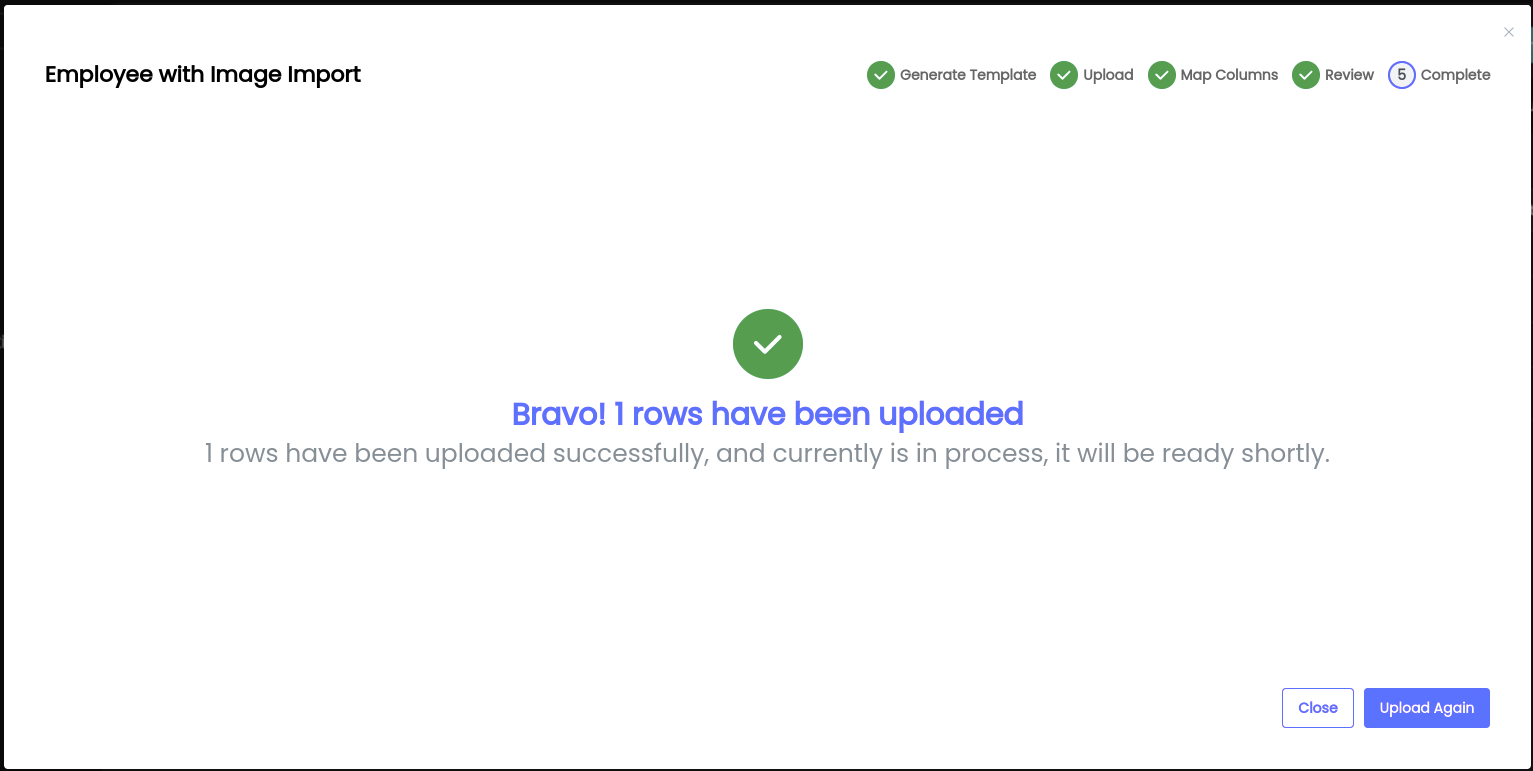 Employee with Image Import
Generate Template
Upload
Map Columns
Review
5 Complete
Bravo! 1 rows have been uploaded
1 rows have been uploaded successfully, and currently is in process, it will be ready shortly.
Close
Upload Again